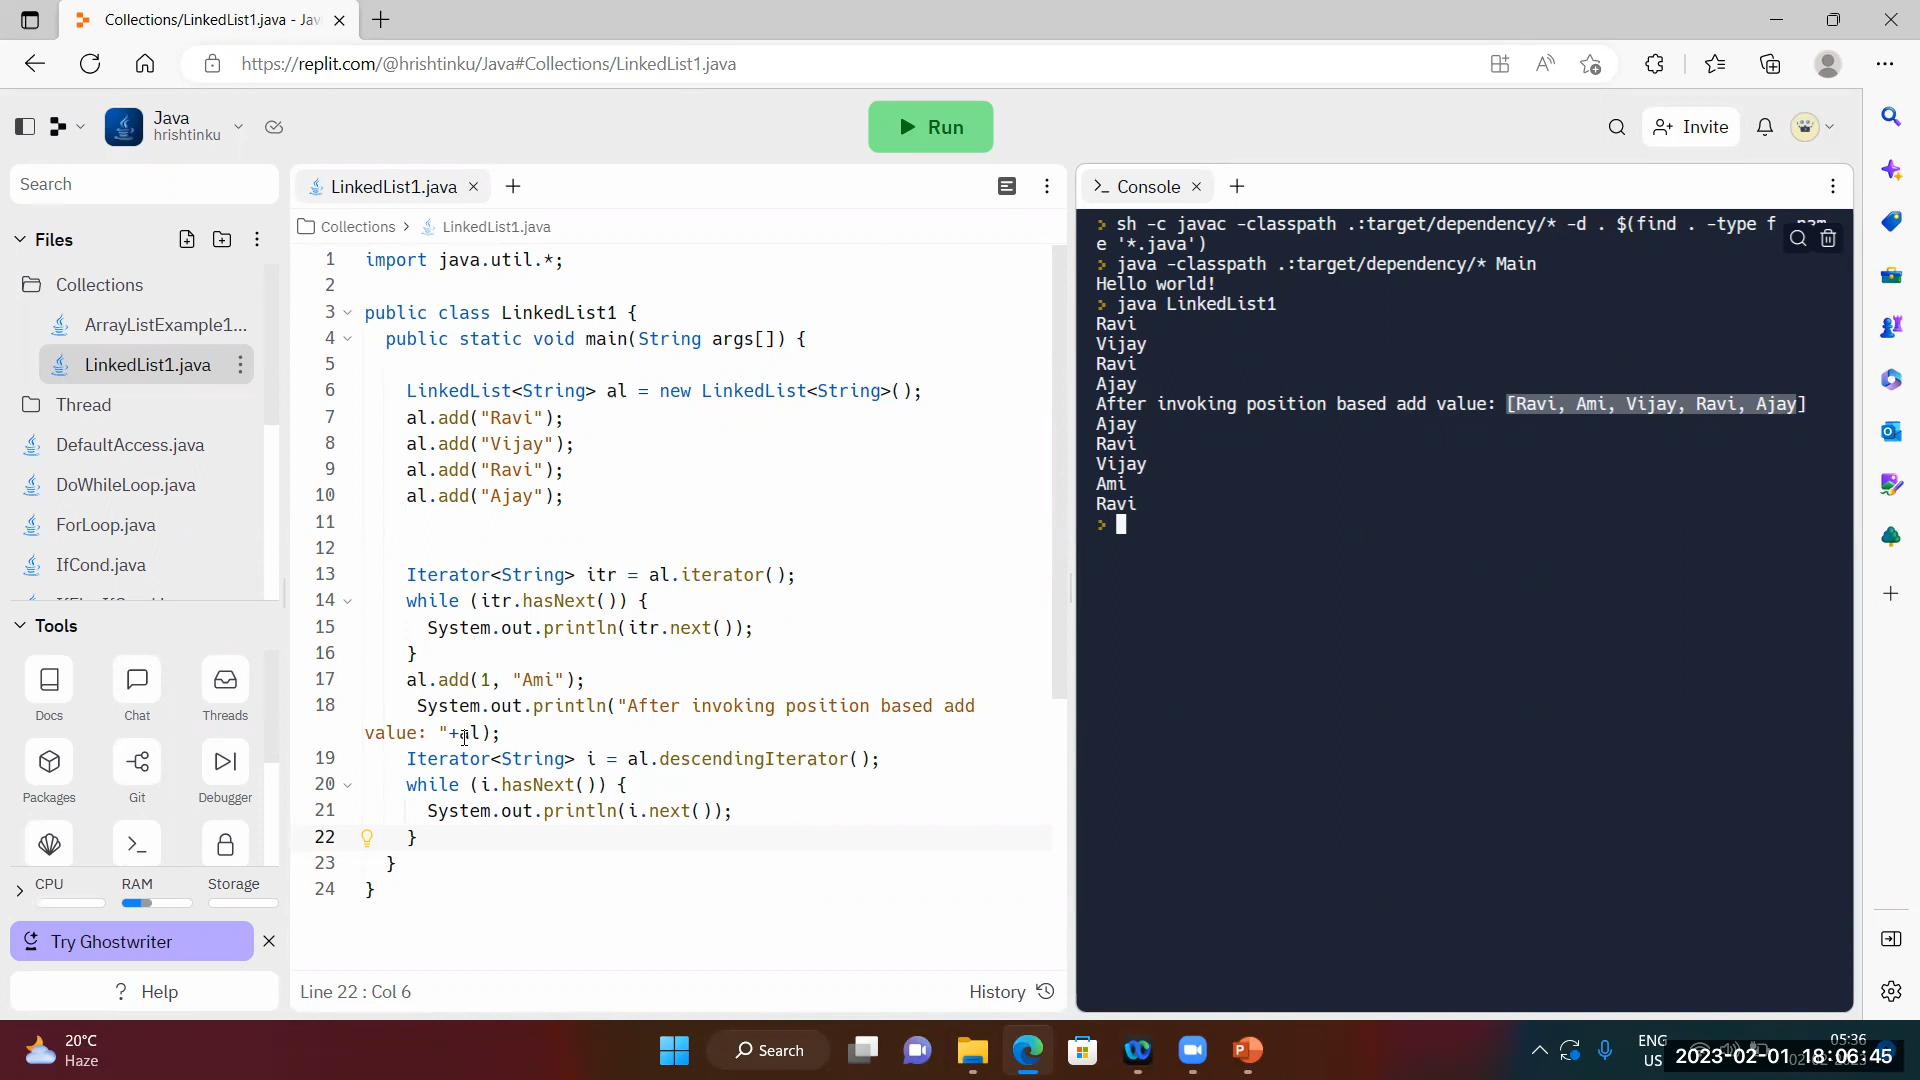 Collections/LinkedList1.java - Jav
https://replit.com/@hrishtinku/Java#Collections/LinkedList1.java
Java
hrishtinku
Run
Invite
Search
Files
Collections
ArrayListExample1...
LinkedList1.java
Thread
DefaultAccess.java
DoWhileLoop.java
ForLoop.java
IfCond.java
Tools
Docs
Chat
Threads
Packages
Git
Debugger
CPU
RAM
Storage
Try Ghostwriter
? Help
LinkedList1.java
Collections > LinkedList1.java
1 import java.util.*;
2
3 public class LinkedList1 {
4 public static void main(String args[]) {
5
6 LinkedList<String> al = new LinkedList<String>();
7 al.add("Ravi");
8 al.add("Vijay");
9 al.add("Ravi");
10 al.add("Ajay");
11
12
13 Iterator<String> itr = al.iterator();
14 while (itr.hasNext()) {
15 System.out.println(itr.next());
16 }
17 al.add(1, "Ami");
18 System.out.println("After invoking position based add
value: "+al);
19 Iterator<String> i = al.descendingIterator();
20 while (i.hasNext()) {
21 System.out.println(i.next());
22 }
23 }
24 }
Line 22 : Col 6
History
Console
> sh -c javac -classpath .:target/dependency/* -d . $(find . -type f -nam
e '*.java')
> java -classpath .:target/dependency/* Main
Hello world!
> java LinkedList1
Ravi
Vijay
Ravi
Ajay
After invoking position based add value: [Ravi, Ami, Vijay, Ravi, Ajay]
Ajay
Ravi
Vijay
Ami
Ravi
>
20°C
Haze
Search
ENG
US
05:36
2023-02-01 18:06:45